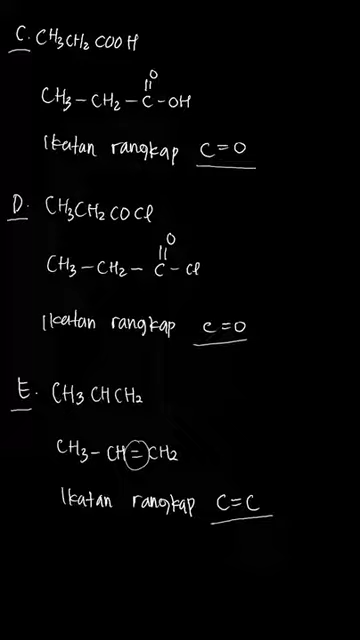 C. CH3CH2COOH
O
||
CH3 - CH2 - C - OH
Ikatan rangkap C=O
D. CH3CH2COCl
O
||
CH3 - CH2 - C - Cl
Ikatan rangkap C=O
E. CH3CHCH2
CH3 - CH = CH2
Ikatan rangkap C=C